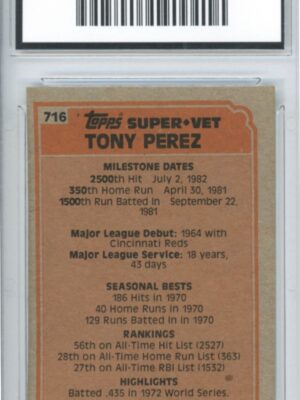 716
Topps SUPER•VET
TONY PEREZ
MILESTONE DATES
2500th Hit July 2, 1982
350th Home Run April 30, 1981
1500th Run Batted In September 22,
1981
Major League Debut: 1964 with
Cincinnati Reds
Major League Service: 18 years,
43 days
SEASONAL BESTS
186 Hits in 1970
40 Home Runs in 1970
129 Runs Batted In in 1970
RANKINGS
56th on All-Time Hit List (2527)
28th on All-Time Home Run List (363)
27th on All-Time RBI List (1532)
HIGHLIGHTS
Batted .435 in 1972 World Series.